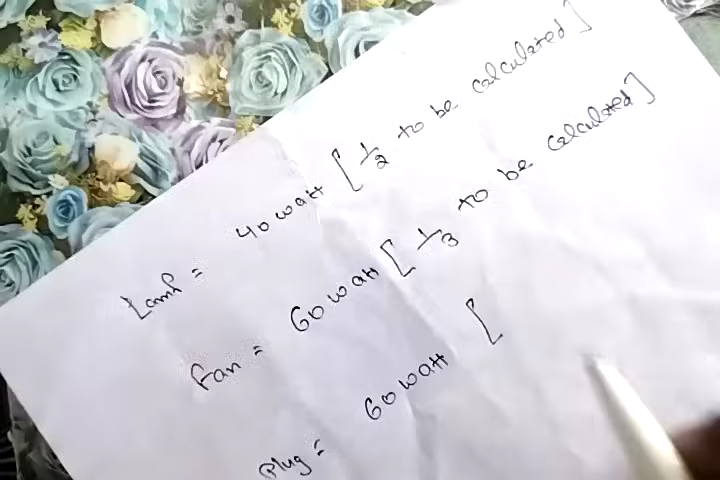 Lamp = 40 watt [ 1/2 to be calculated ]
Fan = 60 watt [ 1/3 to be calculated ]
Plug = 60 watt [